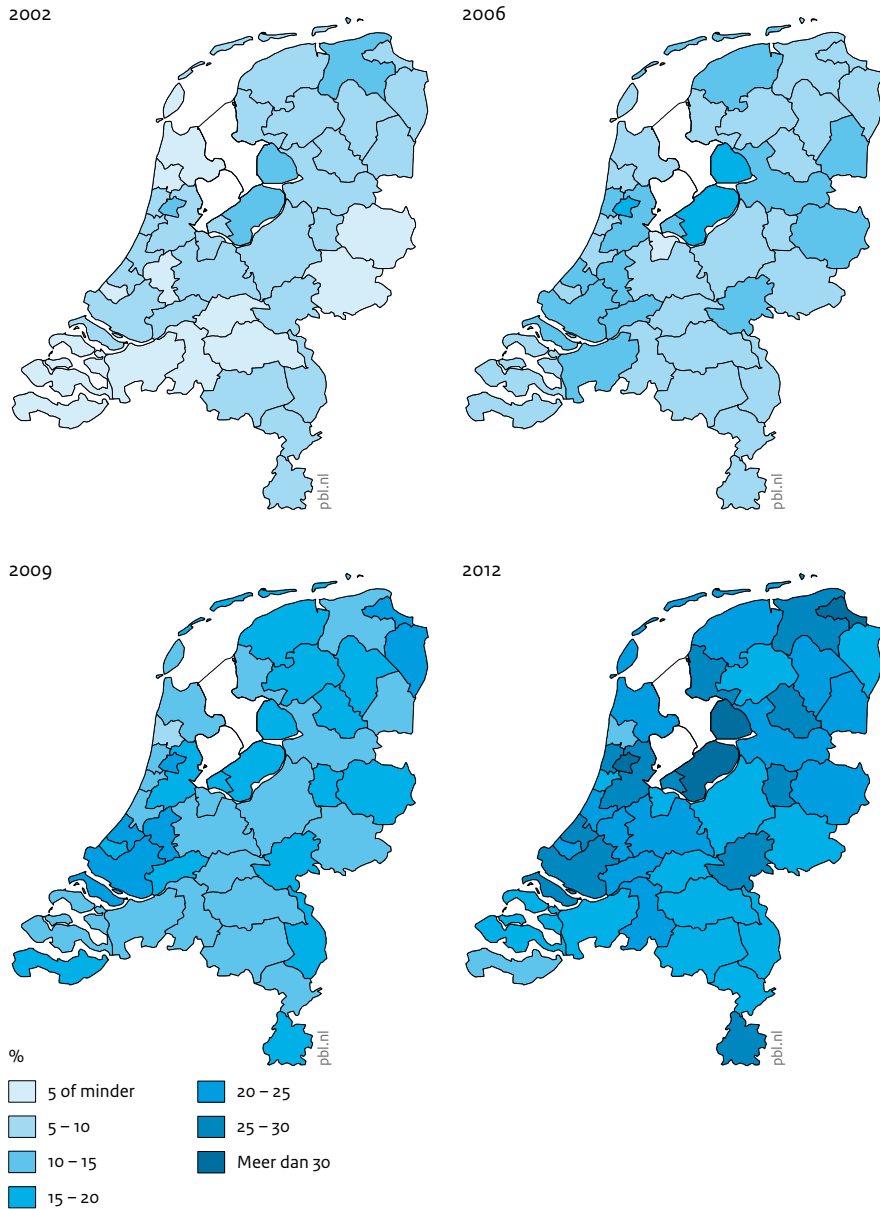 2002
2006
pbl.nl
pbl.nl
2009
2012
pbl.nl
pbl.nl
%
5 of minder
5 – 10
10 – 15
15 – 20
20 – 25
25 – 30
Meer dan 30